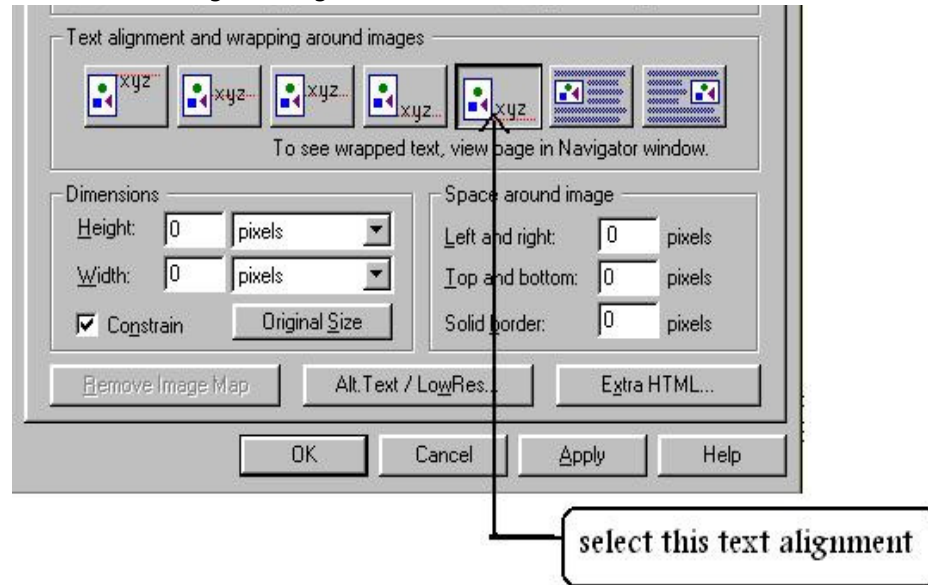 Text alignment and wrapping around images
xyz xyz xyz xyz xyz
To see wrapped text, view page in Navigator window.
Dimensions
Height: 0 pixels
Width: 0 pixels
Constrain Original Size
Space around image
Left and right: 0 pixels
Top and bottom: 0 pixels
Solid border: 0 pixels
Remove Image Map Alt. Text / LowRes... Extra HTML...
OK Cancel Apply Help
select this text alignment